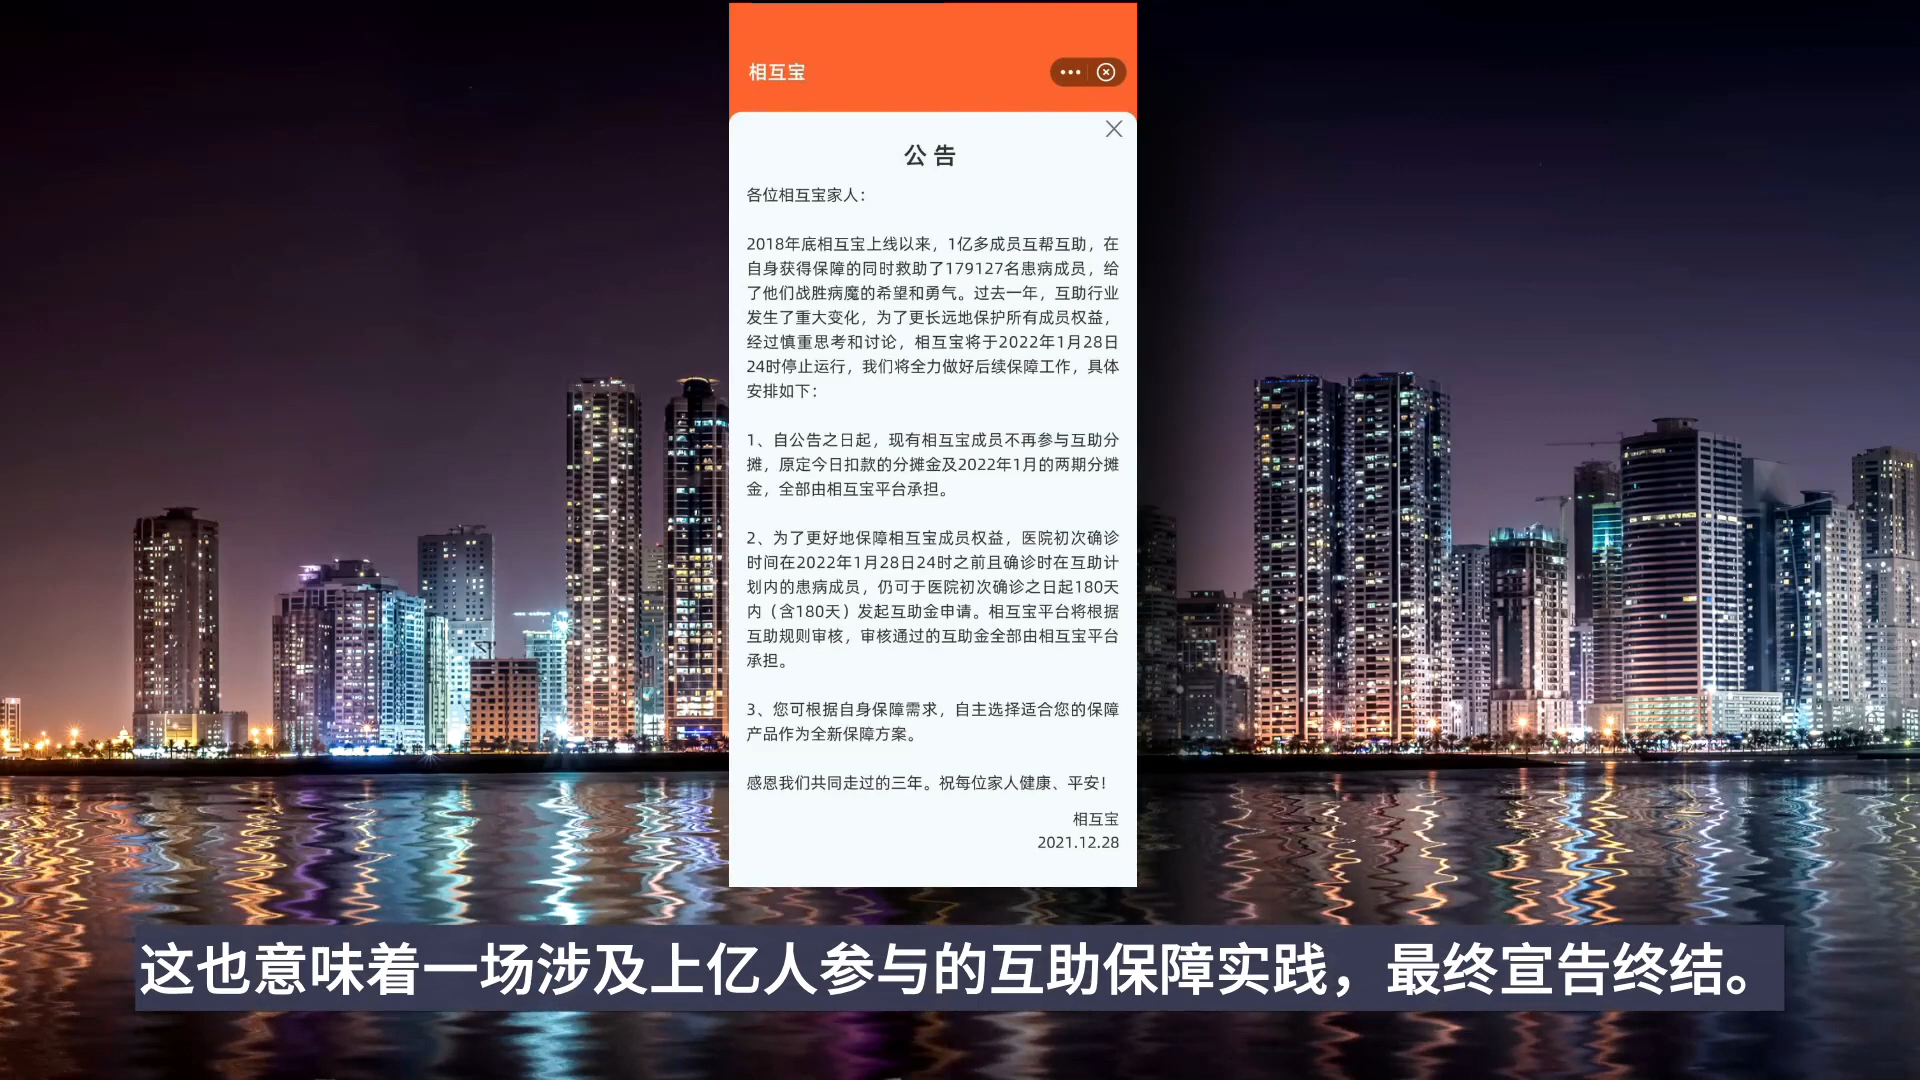 相互宝
公告
各位相互宝家人：
2018年底相互宝上线以来，1亿多成员互帮互助，在
自身获得保障的同时救助了179127名患病成员，给
了他们战胜病魔的希望和勇气。过去一年，互助行业
发生了重大变化，为了更长远地保护所有成员权益，
经过慎重思考和讨论，相互宝将于2022年1月28日
24时停止运行，我们将全力做好后续保障工作，具体
安排如下：
1、自公告之日起，现有相互宝成员不再参与互助分
摊，原定今日扣款的分摊金及2022年1月的两期分摊
金，全部由相互宝平台承担。
2、为了更好地保障相互宝成员权益，医院初次确诊
时间在2022年1月28日24时之前且确诊时在互助计
划内的患病成员，仍可于医院初次确诊之日起180天
内（含180天）发起互助金申请。相互宝平台将根据
互助规则审核，审核通过的互助金全部由相互宝平台
承担。
3、您可根据自身保障需求，自主选择适合您的保障
产品作为全新保障方案。
感恩我们共同走过的三年。祝每位家人健康、平安！
相互宝
2021.12.28
这也意味着一场涉及上亿人参与的互助保障实践，最终宣告终结。